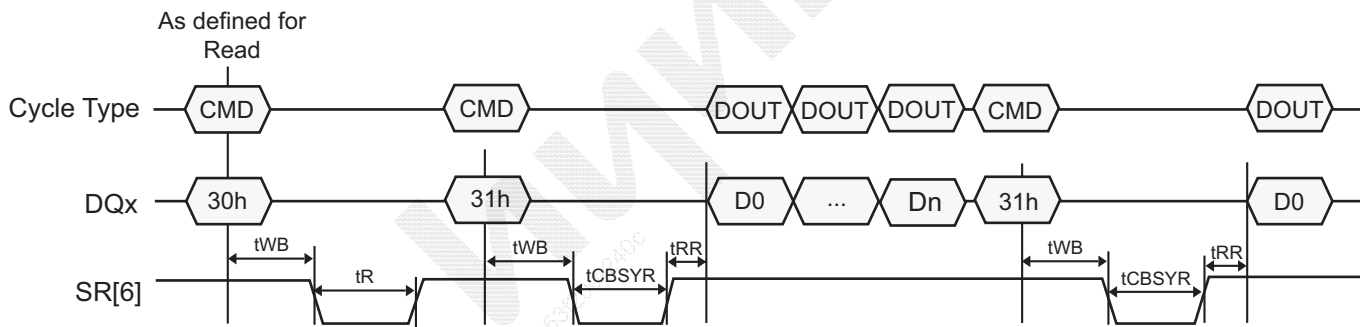 As defined for
Read
Cycle Type CMD CMD DOUT DOUT DOUT CMD DOUT
DQx 30h 31h D0 ... Dn 31h D0
tWB tWB tRR tWB tRR
SR[6] tR tCBSYR tCBSYR